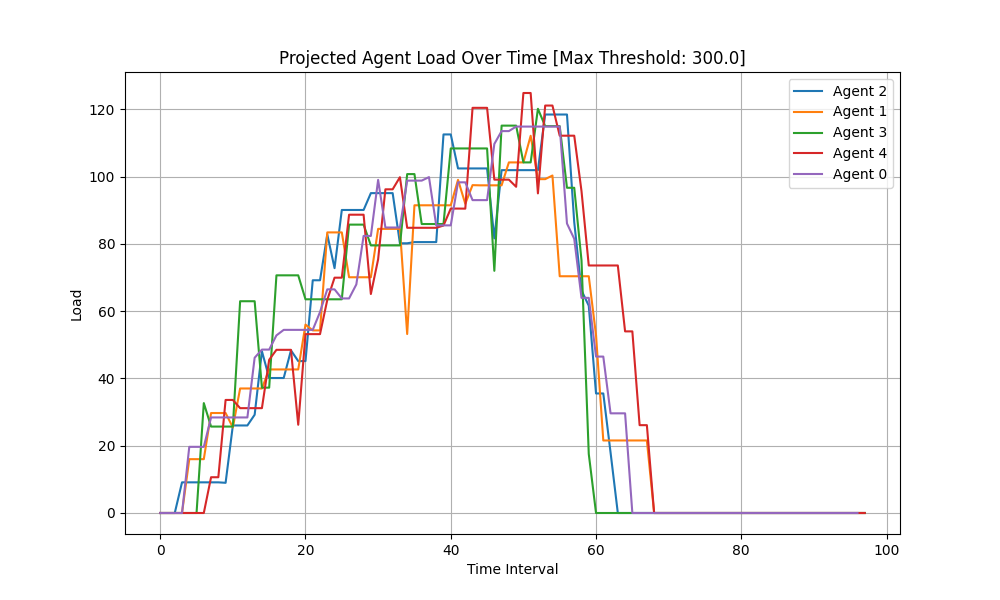 Projected Agent Load Over Time [Max Threshold: 300.0]
Load
120
100
80
60
40
20
0
Agent 2
Agent 1
Agent 3
Agent 4
Agent 0
0 20 40 60 80 100
Time Interval